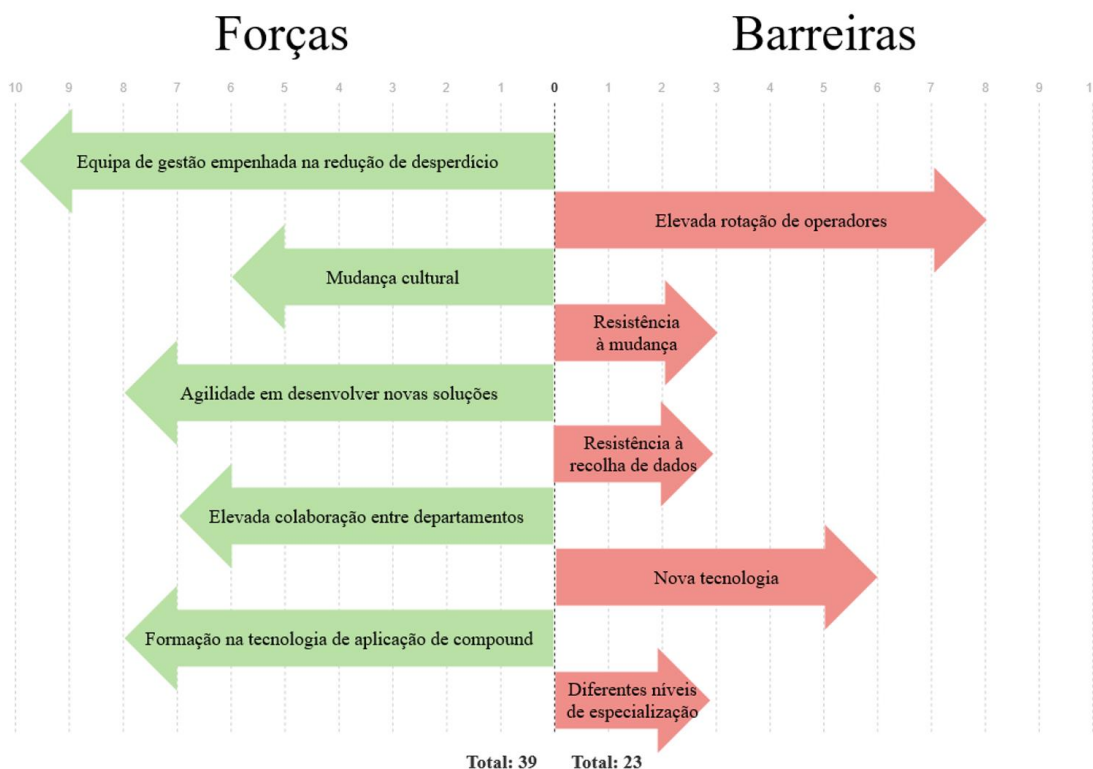 Forças
Barreiras
10 9 8 7 6 5 4 3 2 1 0 1 2 3 4 5 6 7 8 9 1
Equipa de gestão empenhada na redução de desperdício
Elevada rotação de operadores
Mudança cultural
Resistência
à mudança
Agilidade em desenvolver novas soluções
Resistência à
recolha de dados
Elevada colaboração entre departamentos
Nova tecnologia
Formação na tecnologia de aplicação de compound
Diferentes níveis
de especialização
Total: 39
Total: 23